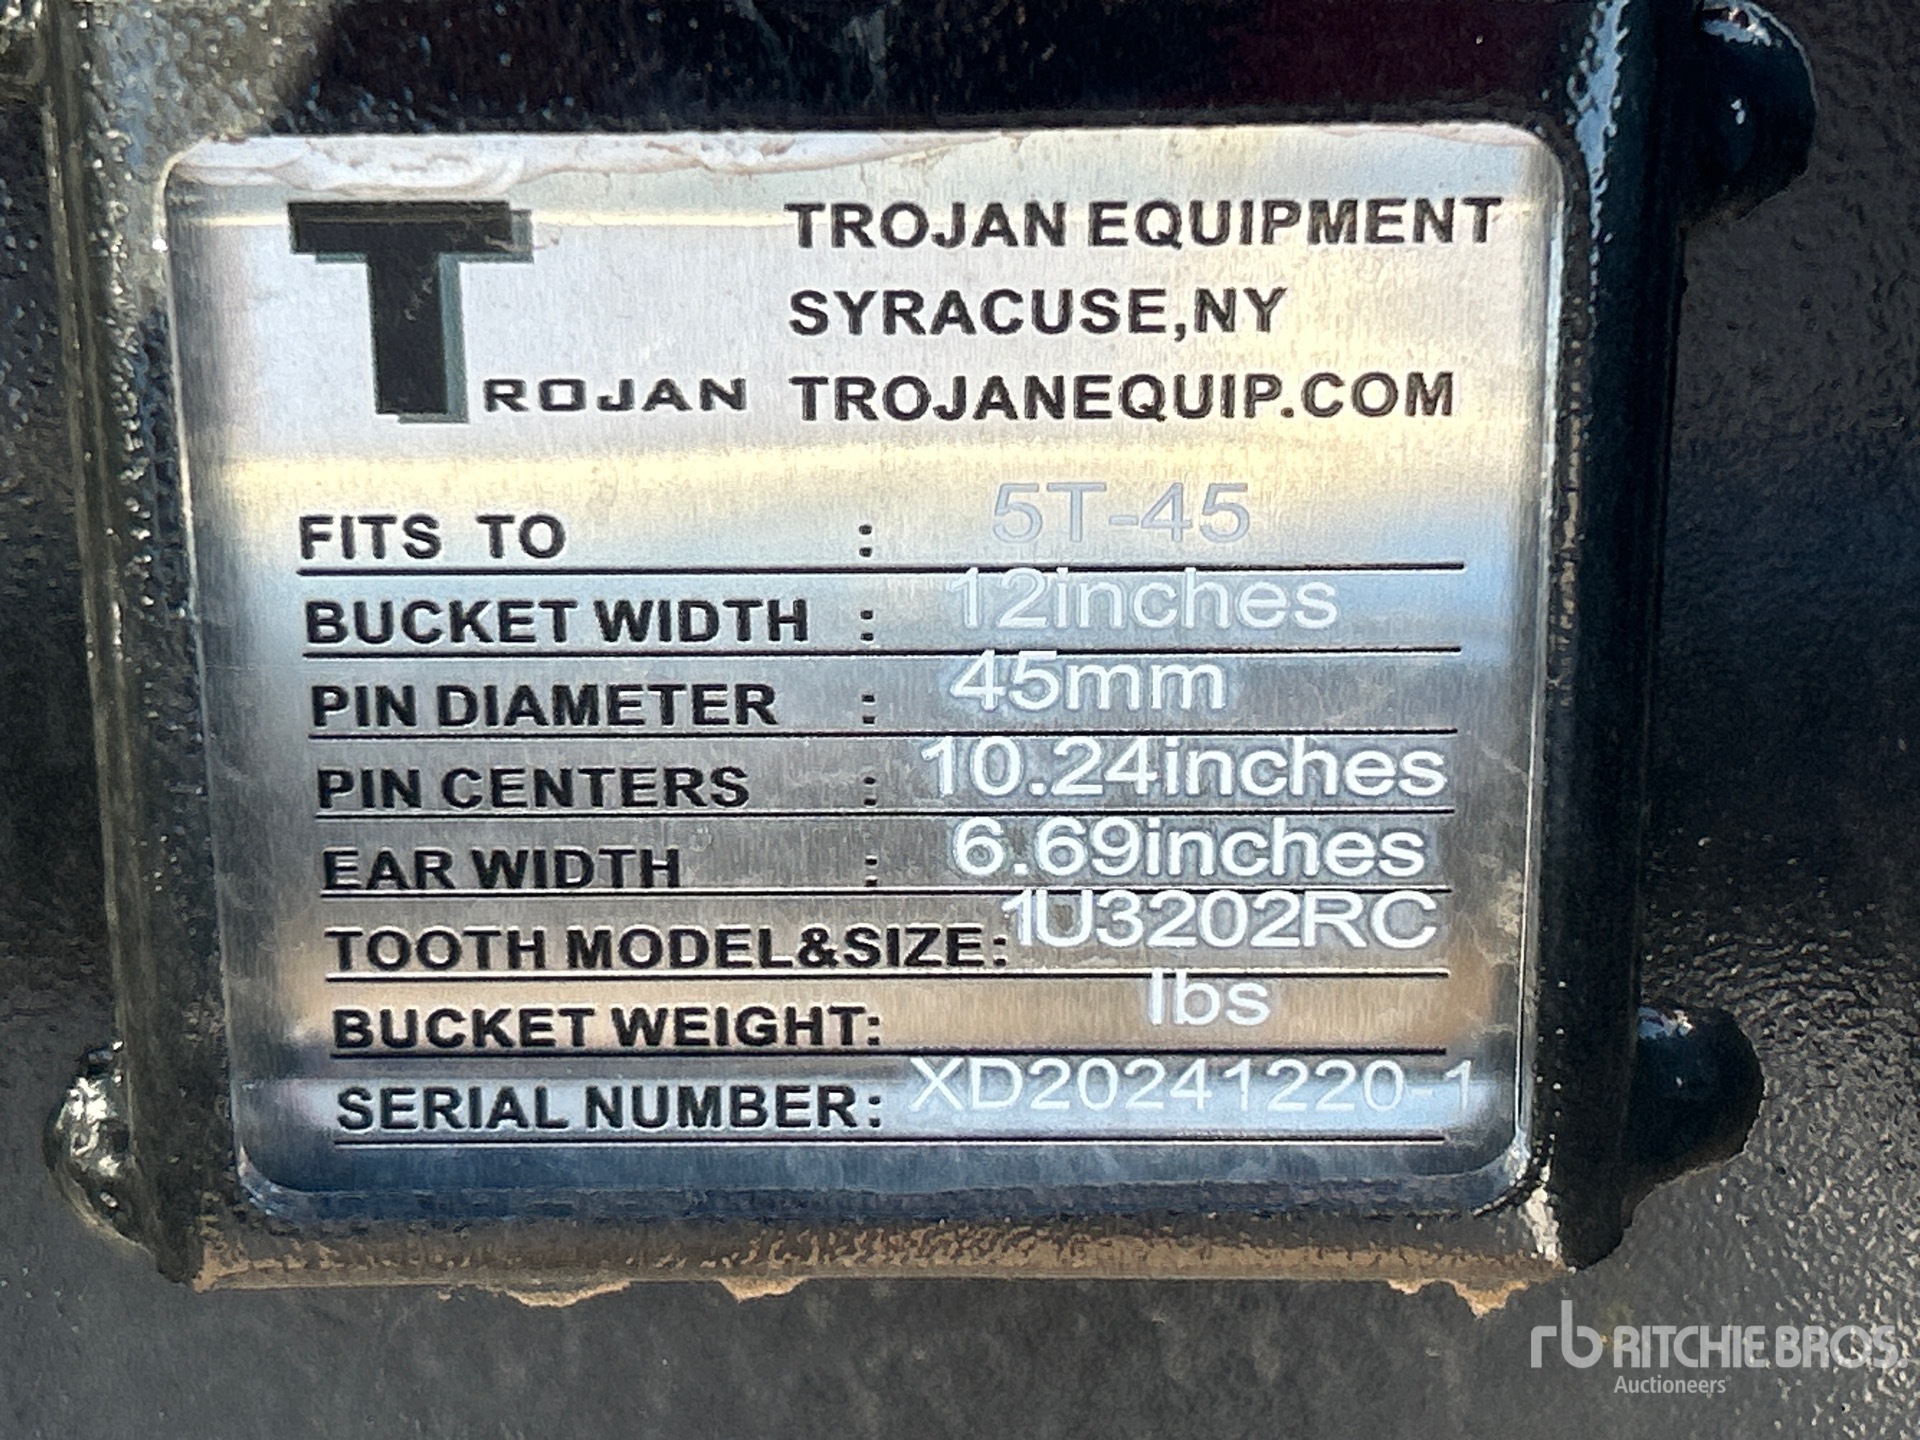 TROJAN
TROJAN EQUIPMENT
SYRACUSE,NY
TROJANEQUIP.COM
FITS TO : 5T-45
BUCKET WIDTH : 12inches
PIN DIAMETER : 45mm
PIN CENTERS : 10.24inches
EAR WIDTH : 6.69inches
TOOTH MODEL&SIZE: 1U3202RC
BUCKET WEIGHT: lbs
SERIAL NUMBER: XD20241220-1
rb RITCHIE BROS.
Auctioneers